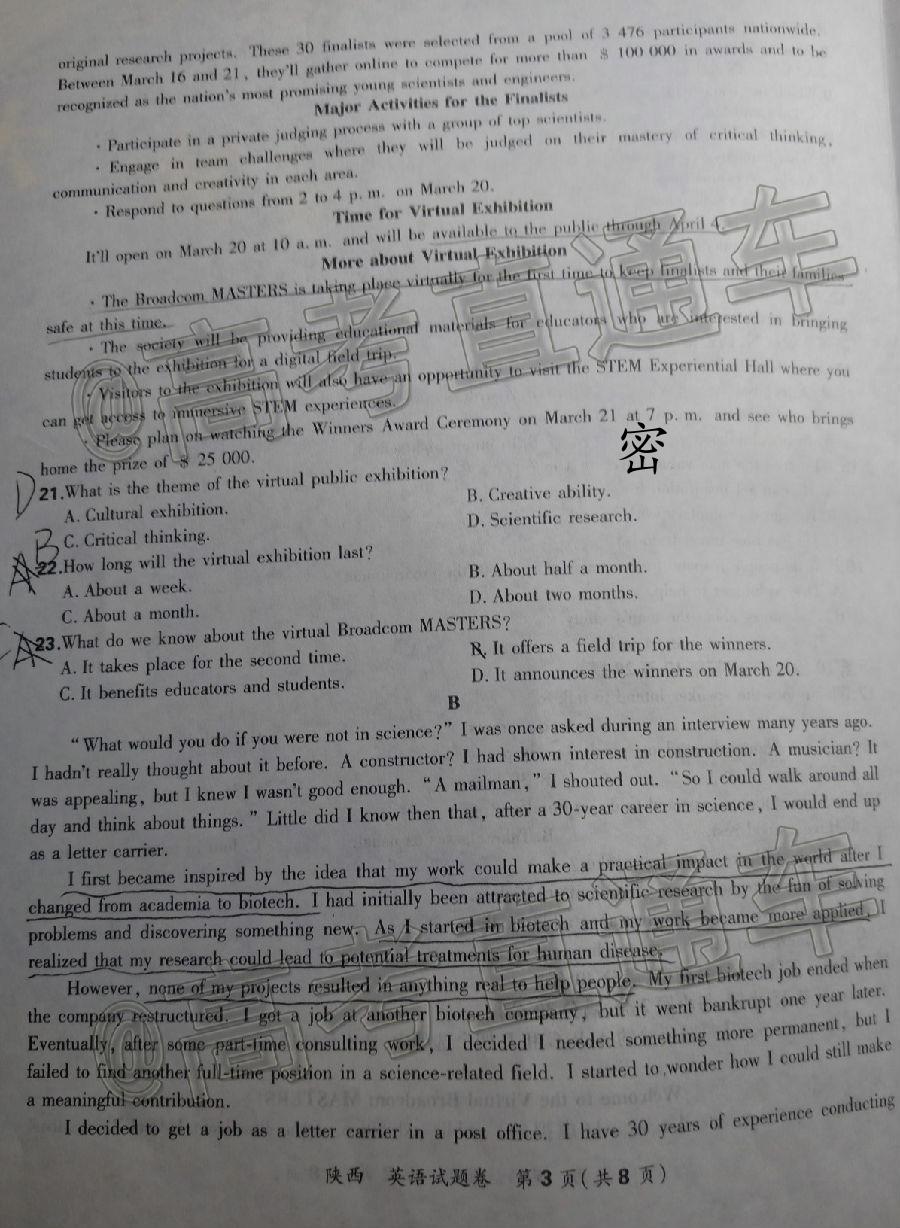 original research projects. These 30 finalists were selected from a pool of 3 476 participants nationwide.
Between March 16 and 21, they'll gather online to compete for more than $ 100 000 in awards and to be
recognized as the nation's most promising young scientists and engineers.
Major Activities for the Finalists
· Participate in a private judging process with a group of top scientists.
· Engage in team challenges where they will be judged on their mastery of critical thinking,
communication and creativity in each area.
· Respond to questions from 2 to 4 p. m. on March 20.
Time for Virtual Exhibition
It'll open on March 20 at 10 a. m. and will be available to the public through April 4.
More about Virtual Exhibition
· The Broadcom MASTERS is taking place virtually for the first time to keep finalists and their families
safe at this time.
· The society will be providing educational materials for educators who are interested in bringing
students to the exhibition for a digital field trip.
· Visitors to the exhibition will also have an opportunity to visit the STEM Experiential Hall where you
can get access to immersive STEM experiences.
· Please plan on watching the Winners Award Ceremony on March 21 at 7 p. m. and see who brings
home the prize of $ 25 000.
密
D 21.What is the theme of the virtual public exhibition?
A. Cultural exhibition. B. Creative ability.
C. Critical thinking. D. Scientific research.
B
A 22.How long will the virtual exhibition last?
A. About a week. B. About half a month.
C. About a month. D. About two months.
A 23.What do we know about the virtual Broadcom MASTERS?
A. It takes place for the second time. B. It offers a field trip for the winners.
C. It benefits educators and students. D. It announces the winners on March 20.
B
“What would you do if you were not in science?” I was once asked during an interview many years ago.
I hadn't really thought about it before. A constructor? I had shown interest in construction. A musician? It
was appealing, but I knew I wasn't good enough. “A mailman,” I shouted out. “So I could walk around all
day and think about things.” Little did I know then that, after a 30-year career in science, I would end up
as a letter carrier.
I first became inspired by the idea that my work could make a practical impact in the world after I
changed from academia to biotech. I had initially been attracted to scientific research by the fun of solving
problems and discovering something new. As I started in biotech and my work became more applied, I
realized that my research could lead to potential treatments for human disease.
However, none of my projects resulted in anything real to help people. My first biotech job ended when
the company restructured. I got a job at another biotech company, but it went bankrupt one year later.
Eventually, after some part-time consulting work, I decided I needed something more permanent, but I
failed to find another full-time position in a science-related field. I started to wonder how I could still make
a meaningful contribution.
I decided to get a job as a letter carrier in a post office. I have 30 years of experience conducting
陕西 英语试题卷 第3页(共8页)
@高考直通车
@高考直通车